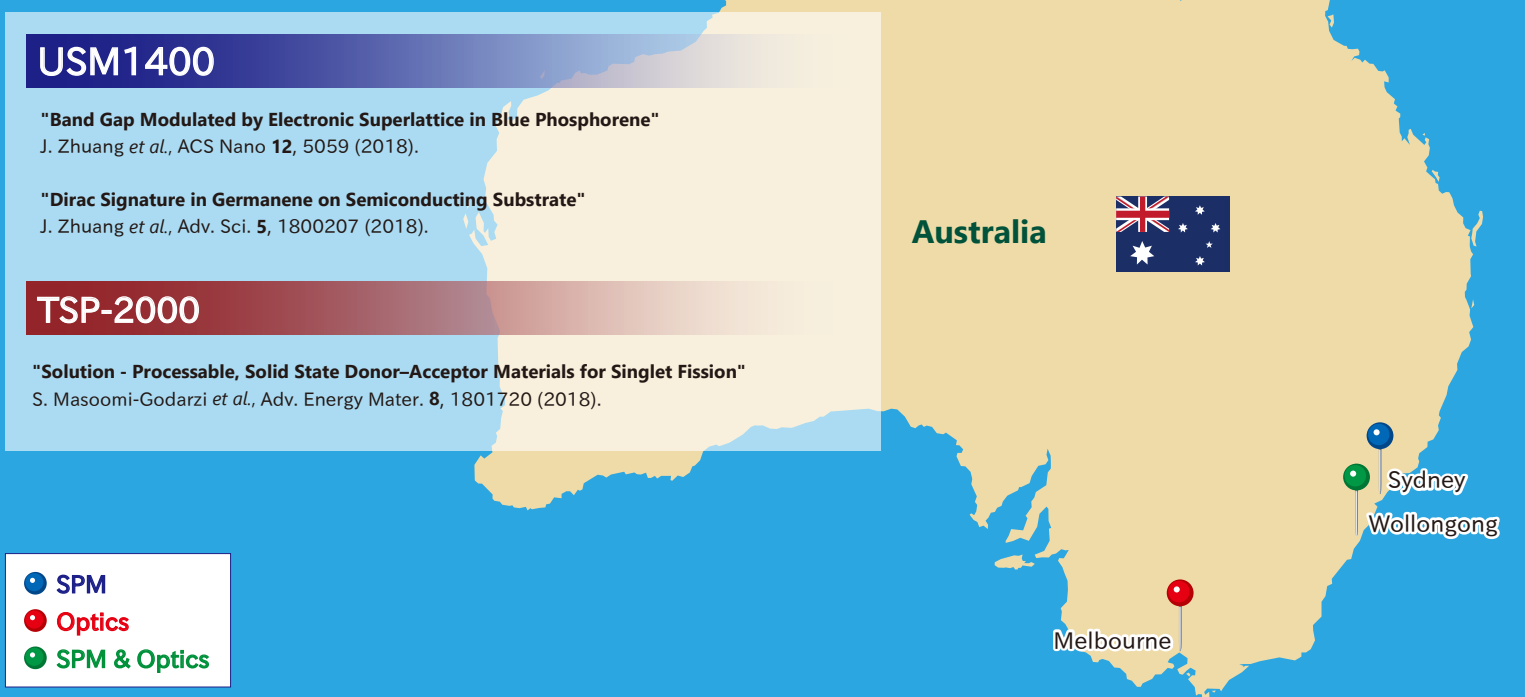 USM1400
"Band Gap Modulated by Electronic Superlattice in Blue Phosphorene"
J. Zhuang et al., ACS Nano 12, 5059 (2018).
"Dirac Signature in Germanene on Semiconducting Substrate"
J. Zhuang et al., Adv. Sci. 5, 1800207 (2018).
TSP-2000
"Solution - Processable, Solid State Donor–Acceptor Materials for Singlet Fission"
S. Masoomi-Godarzi et al., Adv. Energy Mater. 8, 1801720 (2018).
Australia
Sydney
Wollongong
Melbourne
SPM
Optics
SPM & Optics